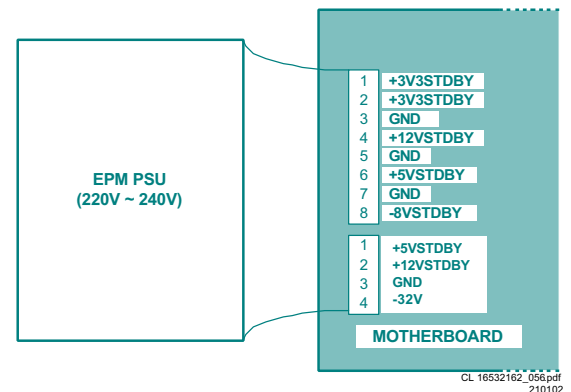 EPM PSU
(220V ~ 240V)
1 +3V3STDBY
2 +3V3STDBY
3 GND
4 +12VSTDBY
5 GND
6 +5VSTDBY
7 GND
8 -8VSTDBY
1 +5VSTDBY
2 +12VSTDBY
3 GND
4 -32V
MOTHERBOARD
CL 16532162_056.pdf
210102